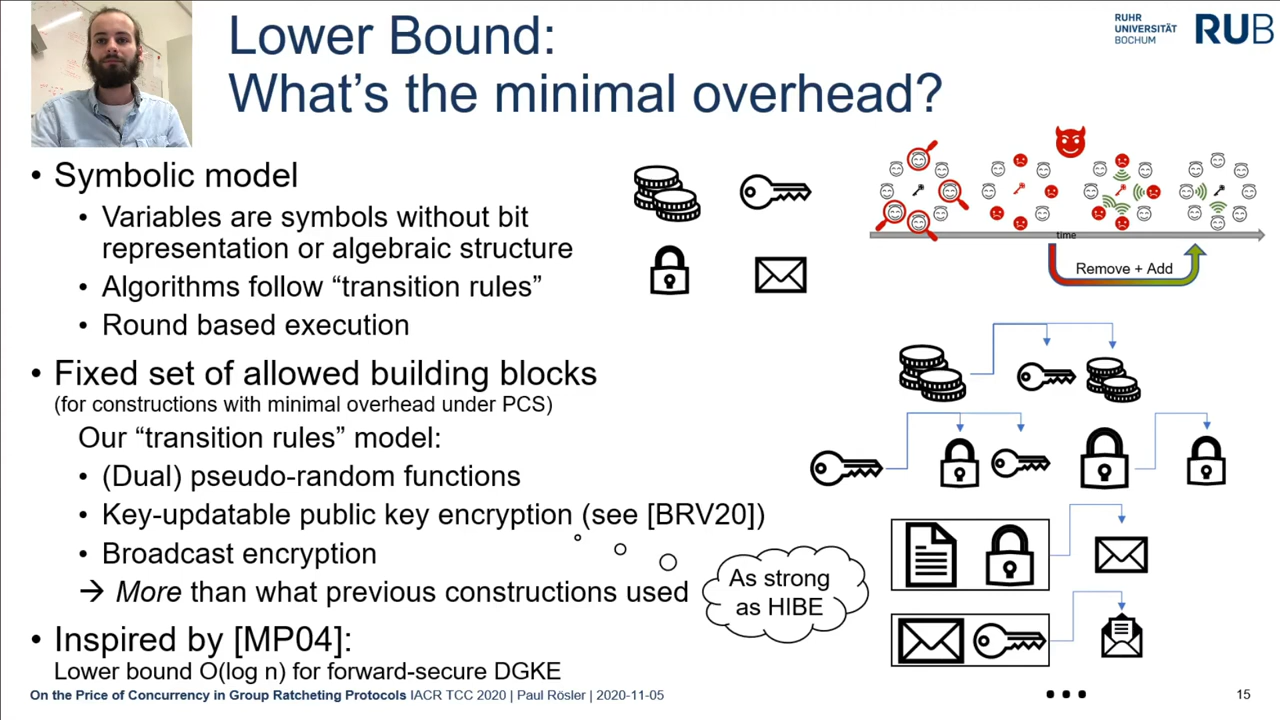 Lower Bound:
What's the minimal overhead?
RUHR
UNIVERSITÄT
BOCHUM
RUB
• Symbolic model
• Variables are symbols without bit
representation or algebraic structure
• Algorithms follow “transition rules”
• Round based execution
time
Remove + Add
• Fixed set of allowed building blocks
(for constructions with minimal overhead under PCS)
Our “transition rules” model:
• (Dual) pseudo-random functions
• Key-updatable public key encryption (see [BRV20])
• Broadcast encryption
→ More than what previous constructions used
As strong
as HIBE
• Inspired by [MP04]:
Lower bound O(log n) for forward-secure DGKE
On the Price of Concurrency in Group Ratcheting Protocols IACR TCC 2020 | Paul Rösler | 2020-11-05
...
15